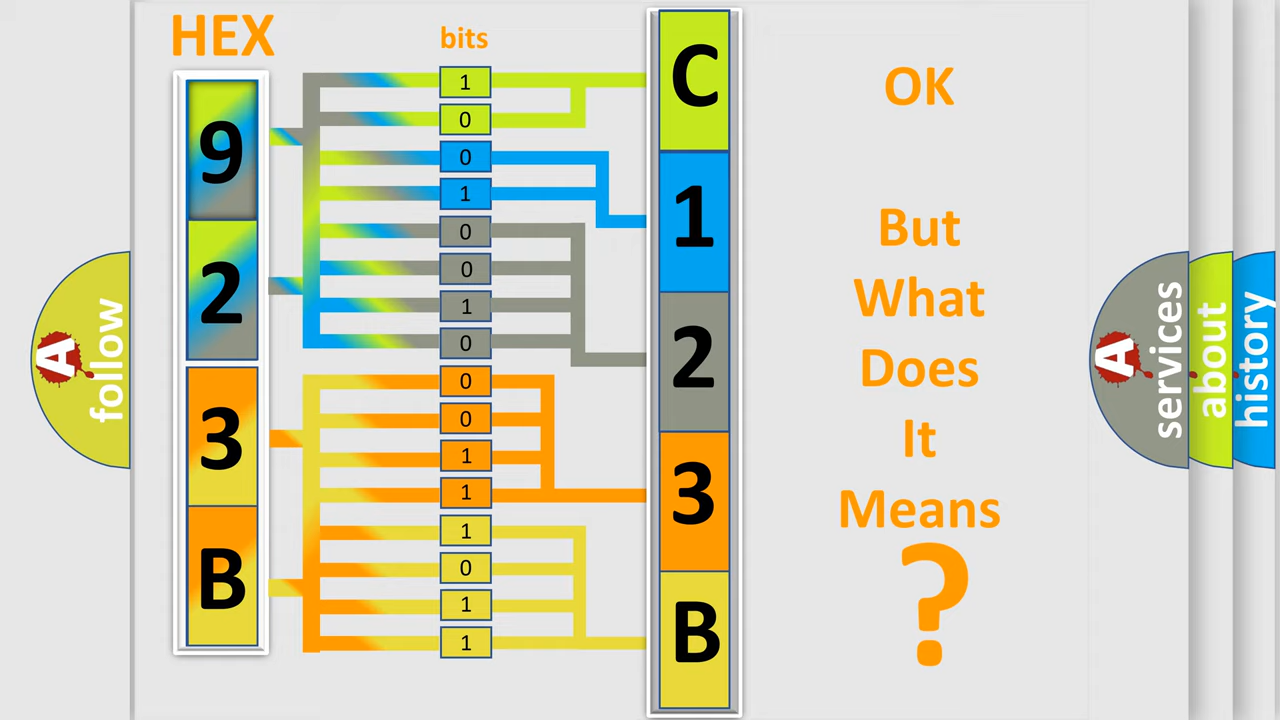 HEX
9
2
3
B
bits
1
0
0
1
0
0
1
0
0
0
1
1
1
0
1
1
C
1
2
3
B
OK
But
What
Does
It
Means
?
A
follow
A
services
about
history